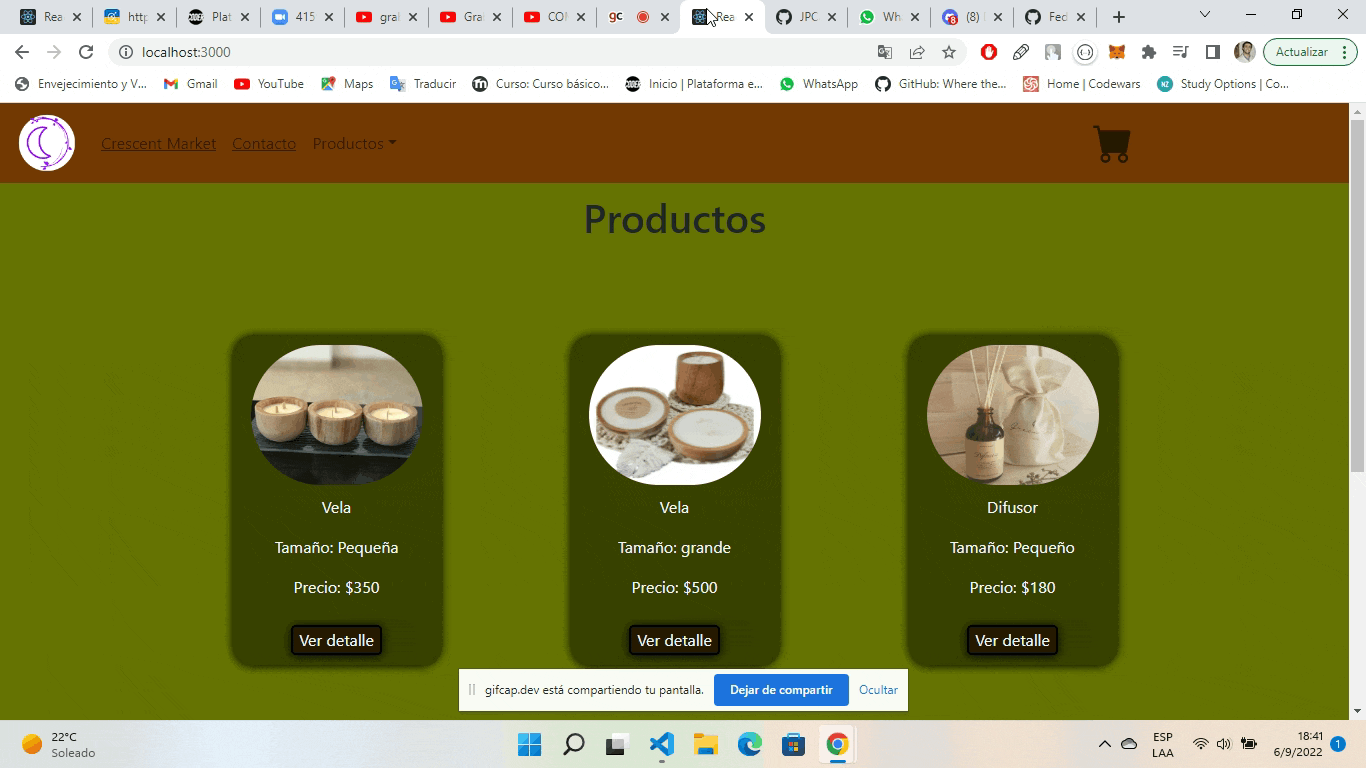 Rea
http
Plat
415
gral
Gra
CON
gc
Rea
JPC
Wh
(8) |
Fed
localhost:3000
Actualizar
Envejecimiento y V...
Gmail
YouTube
Maps
Traducir
Curso: Curso básico...
Inicio | Plataforma e...
WhatsApp
GitHub: Where the...
Home | Codewars
Study Options | Co...
Crescent Market
Contacto
Productos
Productos
Vela
Tamaño: Pequeña
Precio: $350
Ver detalle
Vela
Tamaño: grande
Precio: $500
Ver detalle
Difusor
Tamaño: Pequeño
Precio: $180
Ver detalle
gifcap.dev está compartiendo tu pantalla.
Dejar de compartir
Ocultar
22°C
Soleado
ESP
LAA
18:41
6/9/2022
1